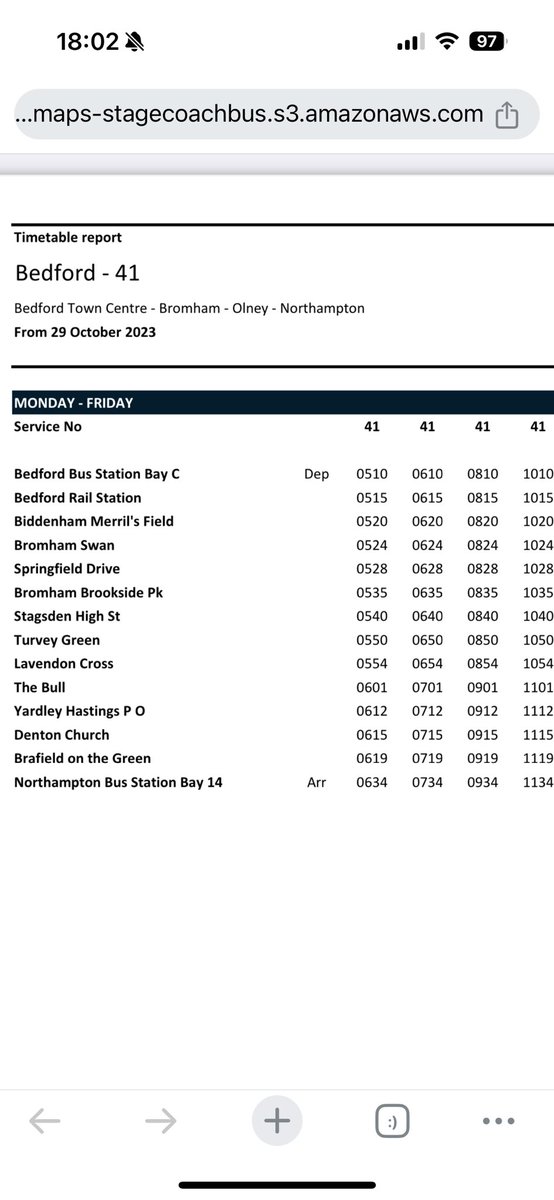 18:02
97
...maps-stagecoachbus.s3.amazonaws.com
Timetable report
Bedford - 41
Bedford Town Centre - Bromham - Olney - Northampton
From 29 October 2023
MONDAY - FRIDAY
Service No 41 41 41 41
Bedford Bus Station Bay C Dep 0510 0610 0810 1010
Bedford Rail Station 0515 0615 0815 1015
Biddenham Merril's Field 0520 0620 0820 1020
Bromham Swan 0524 0624 0824 1024
Springfield Drive 0528 0628 0828 1028
Bromham Brookside Pk 0535 0635 0835 1035
Stagsden High St 0540 0640 0840 1040
Turvey Green 0550 0650 0850 1050
Lavendon Cross 0554 0654 0854 1054
The Bull 0601 0701 0901 1101
Yardley Hastings P O 0612 0712 0912 1112
Denton Church 0615 0715 0915 1115
Brafield on the Green 0619 0719 0919 1119
Northampton Bus Station Bay 14 Arr 0634 0734 0934 1134
:)